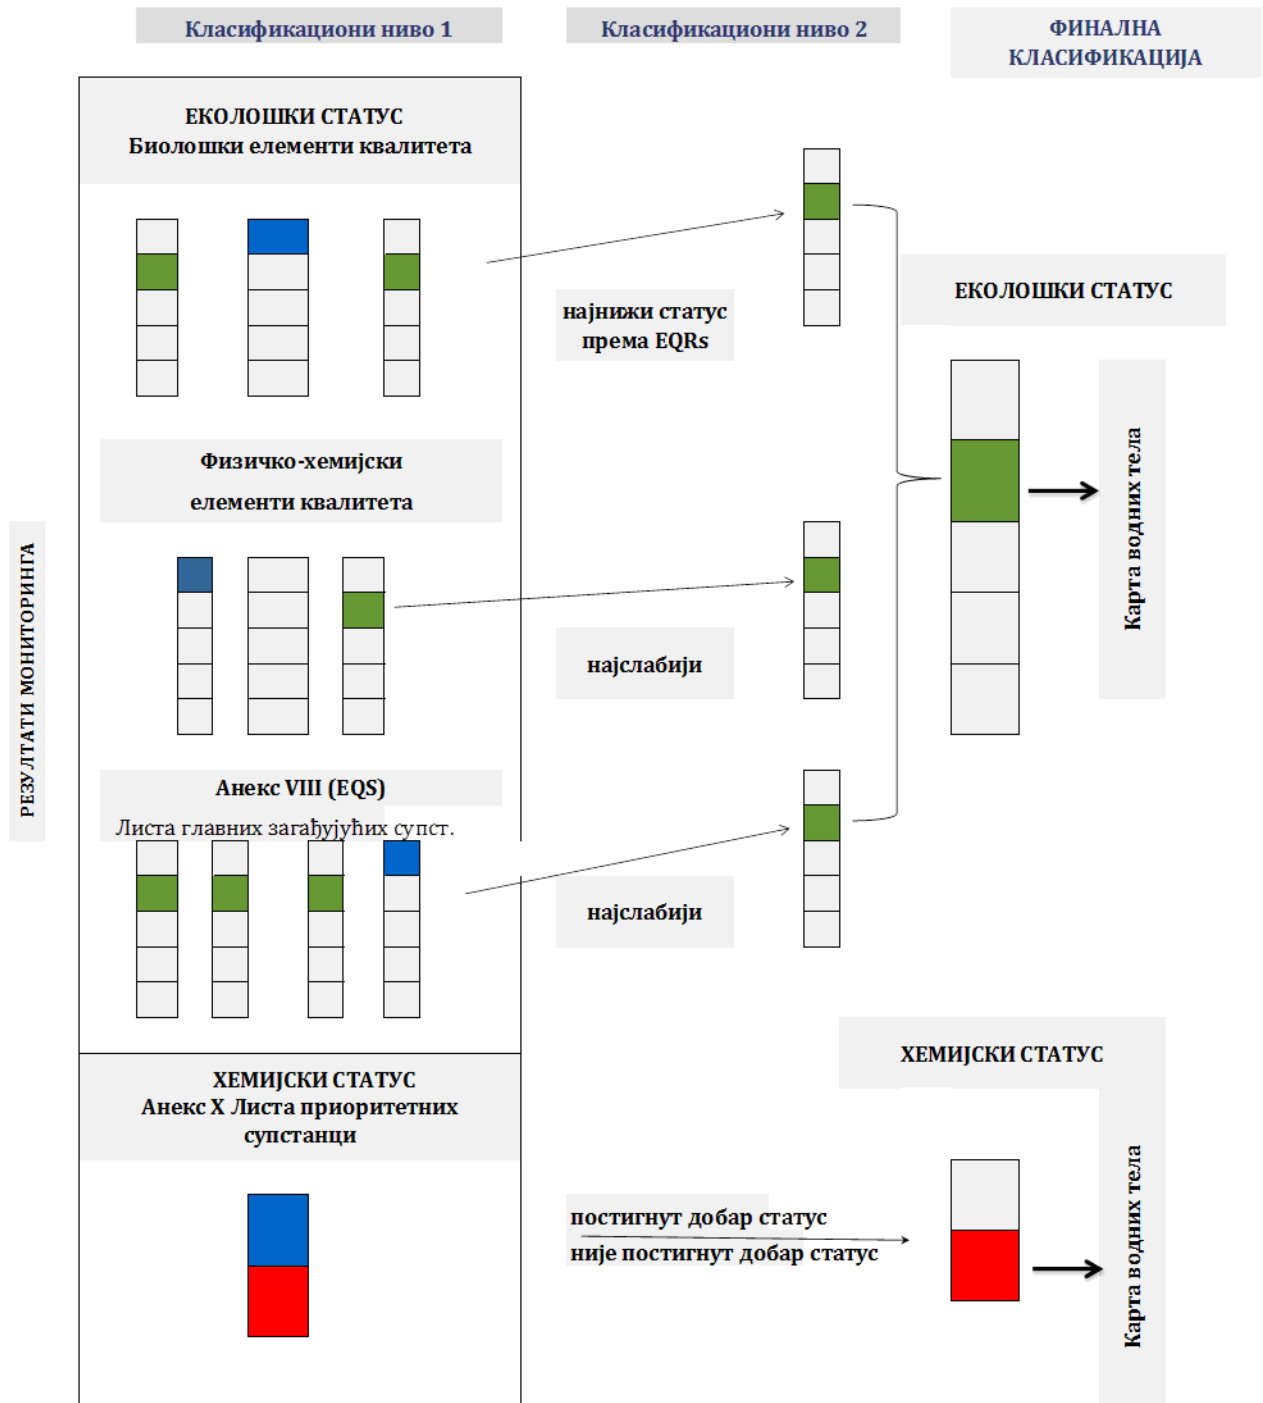 Класификациони ниво 1
Класификациони ниво 2
ФИНАЛНА
КЛАСИФИКАЦИЈА
ЕКОЛОШКИ СТАТУС
Биолошки елементи квалитета
најнижи статус
према EQRs
ЕКОЛОШКИ СТАТУС
Физичко-хемијски
елементи квалитета
најслабији
Карта водних тела
РЕЗУЛТАТИ МОНИТОРИНГА
Анекс VIII (EQS)
Листа главних загађујућих супст.
најслабији
ХЕМИЈСКИ СТАТУС
Анекс X Листа приоритетних
супстанци
ХЕМИЈСКИ СТАТУС
постигнут добар статус
није постигнут добар статус
Карта водних тела